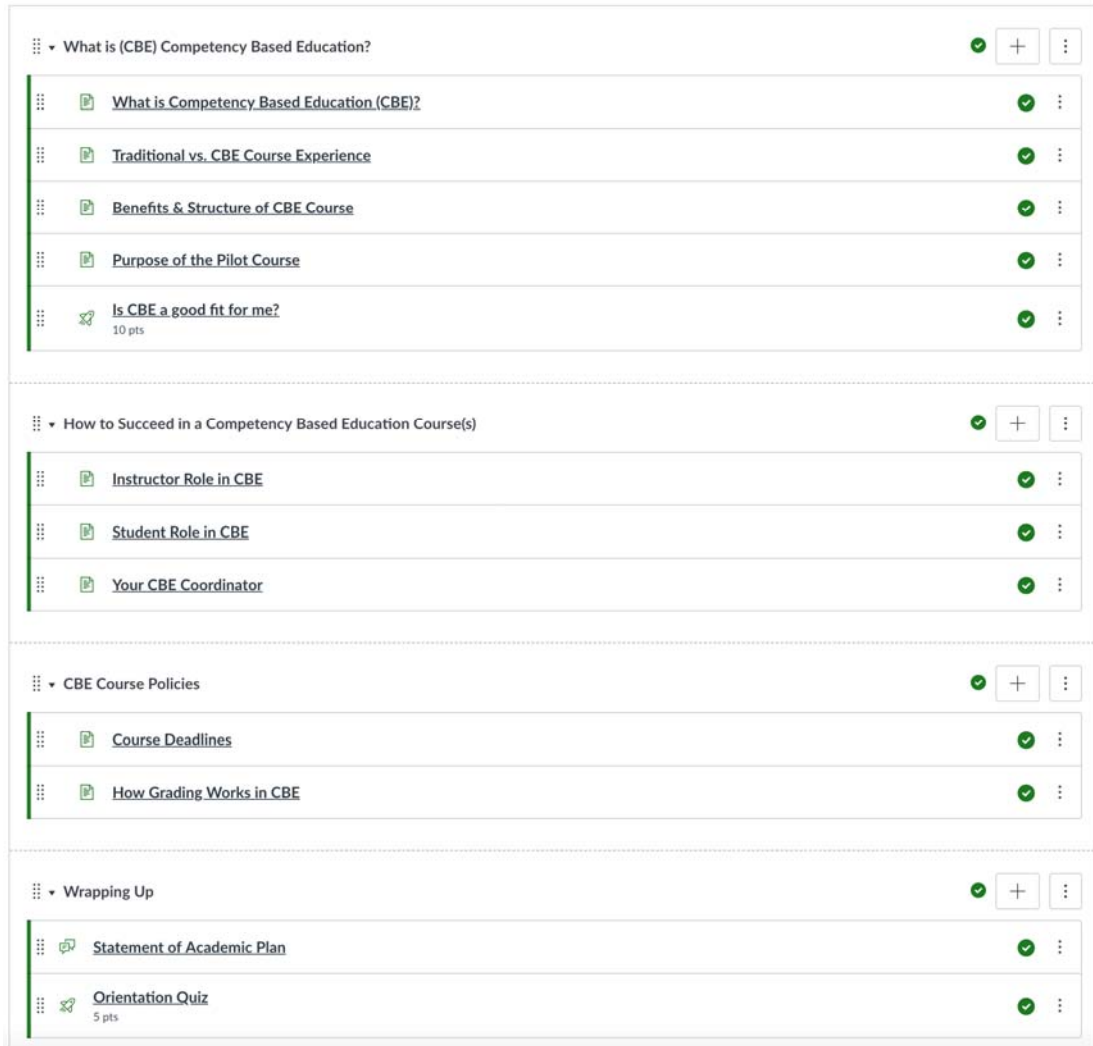 What is (CBE) Competency Based Education?
What is Competency Based Education (CBE)?
Traditional vs. CBE Course Experience
Benefits & Structure of CBE Course
Purpose of the Pilot Course
Is CBE a good fit for me?
10 pts
How to Succeed in a Competency Based Education Course(s)
Instructor Role in CBE
Student Role in CBE
Your CBE Coordinator
CBE Course Policies
Course Deadlines
How Grading Works in CBE
Wrapping Up
Statement of Academic Plan
Orientation Quiz
5 pts